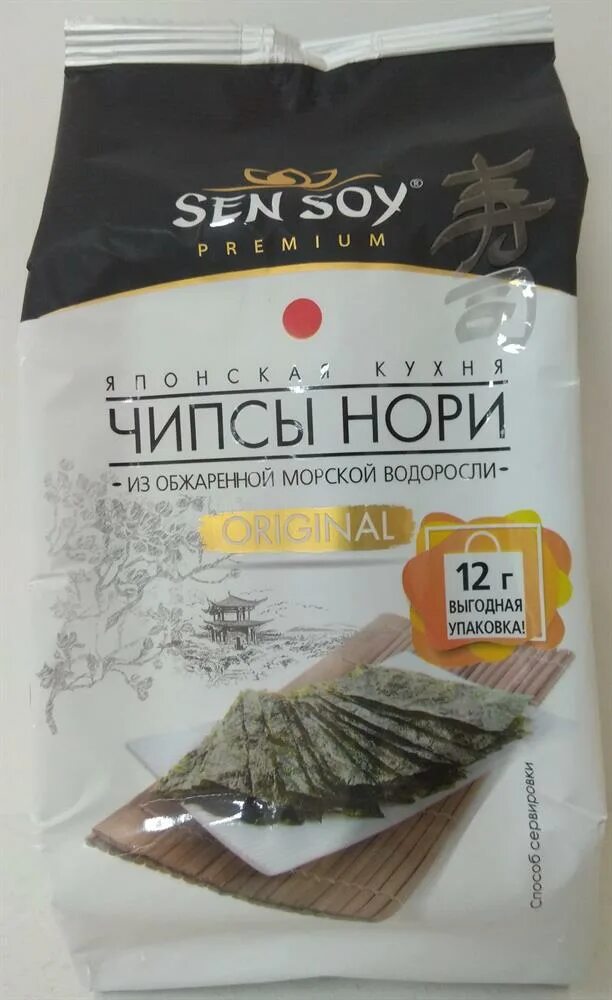 SEN SOY®
PREMIUM
寿司
ЯПОНСКАЯ КУХНЯ
ЧИПСЫ НОРИ
- ИЗ ОБЖАРЕННОЙ МОРСКОЙ ВОДОРОСЛИ -
ORIGINAL
12 г
ВЫГОДНАЯ
УПАКОВКА!
Способ сервировки